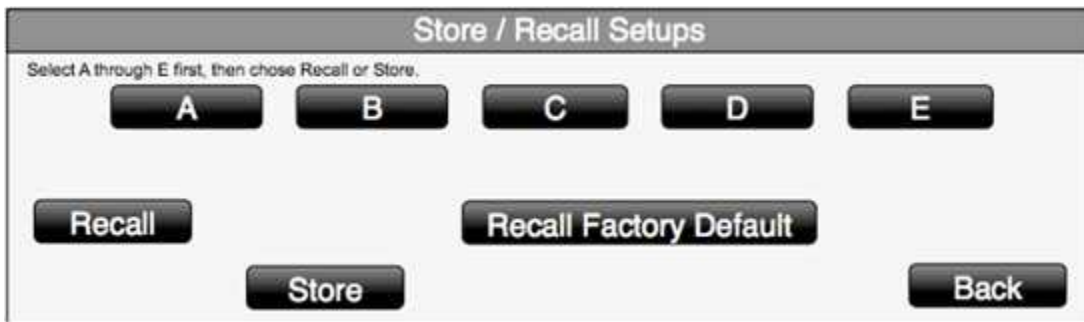 Store / Recall Setups
Select A through E first, then chose Recall or Store.
A B C D E
Recall Recall Factory Default
Store Back